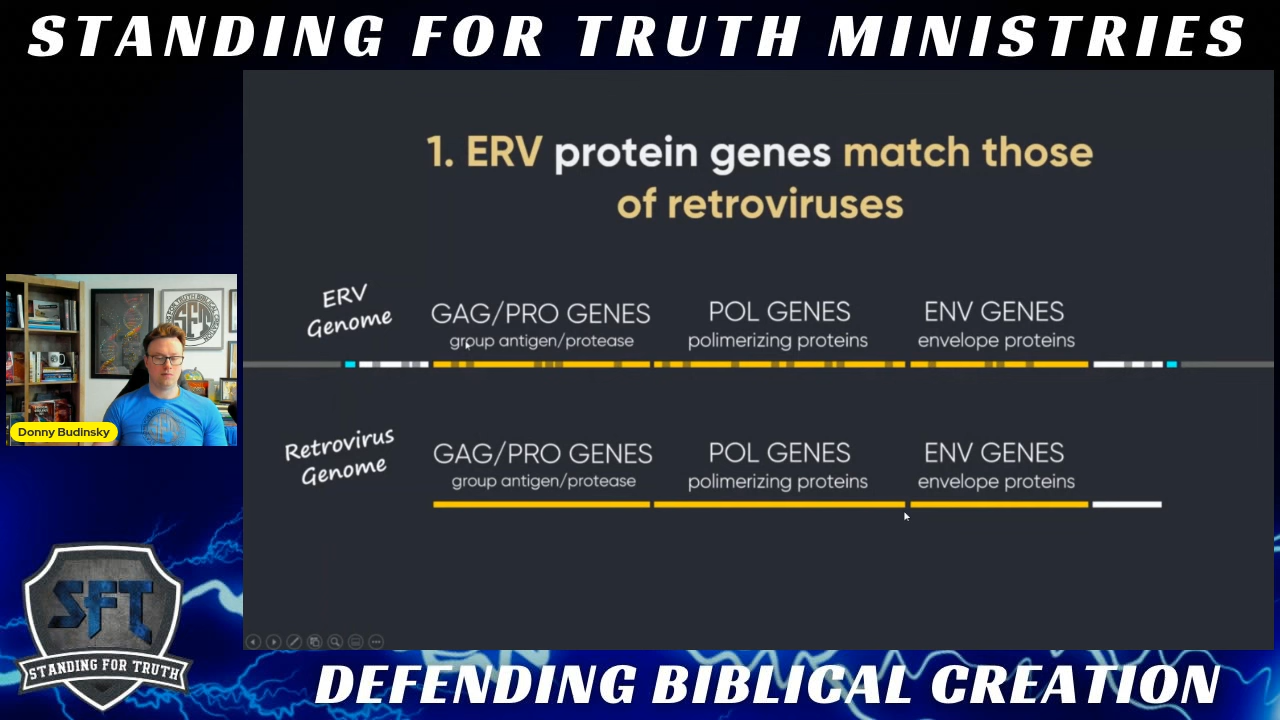 STANDING FOR TRUTH MINISTRIES
1. ERV protein genes match those
of retroviruses
ERV
Genome
GAG/PRO GENES
group antigen/protease
POL GENES
polimerizing proteins
ENV GENES
envelope proteins
Retrovirus
Genome
GAG/PRO GENES
group antigen/protease
POL GENES
polimerizing proteins
ENV GENES
envelope proteins
SFT
Donny Budinsky
SFT
STANDING FOR TRUTH
DEFENDING BIBLICAL CREATION